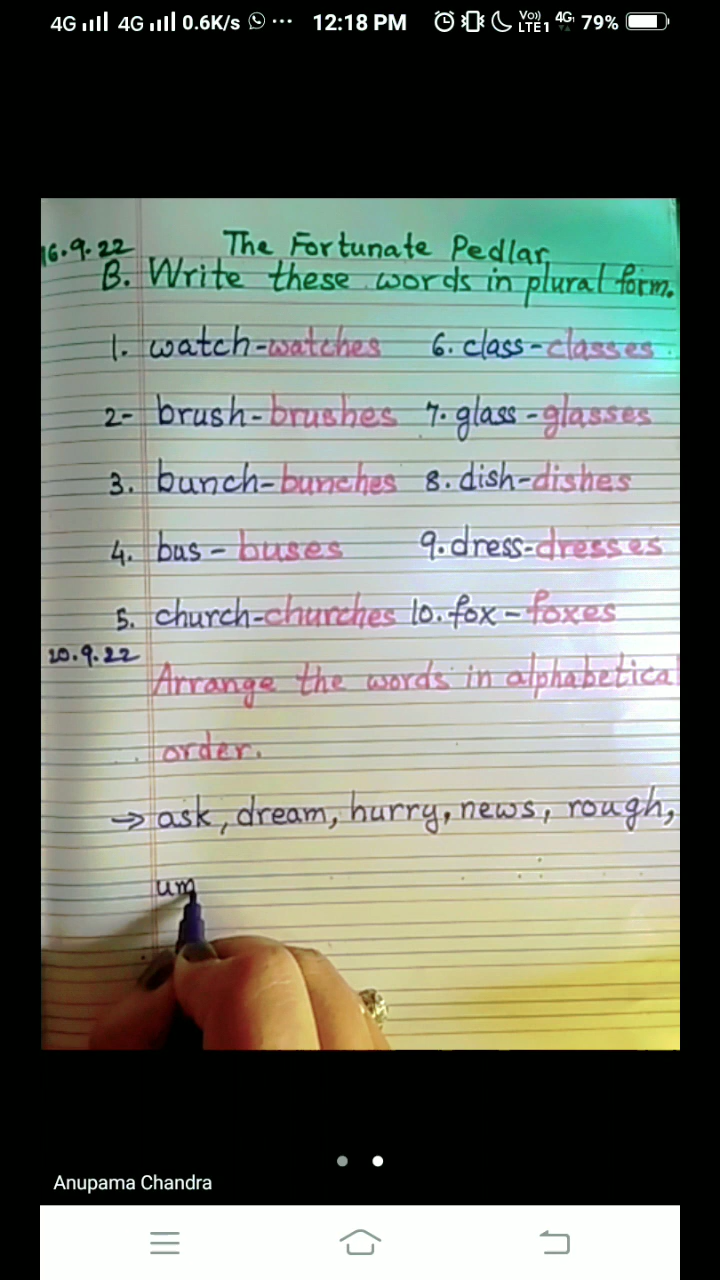 4G 4G 0.6K/s ... 12:18 PM Vo)) LTE1 4G 79%
16.9.22 The Fortunate Pedlar
B. Write these words in plural form.
1. watch-watches 6. class-classes
2- brush-brushes 7. glass-glasses
3. bunch-bunches 8. dish-dishes
4. bus - buses 9. dress-dresses
5. church-churches 10. fox - foxes
20.9.22
Arrange the words in alphabetical
order.
→ ask, dream, hurry, news, rough,
um
Anupama Chandra